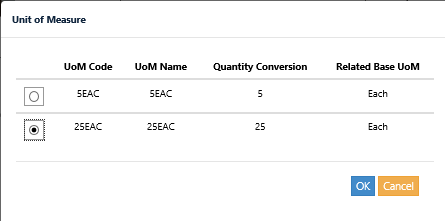 Unit of Measure
UoM Code UoM Name Quantity Conversion Related Base UoM
5EAC 5EAC 5 Each
25EAC 25EAC 25 Each
OK Cancel